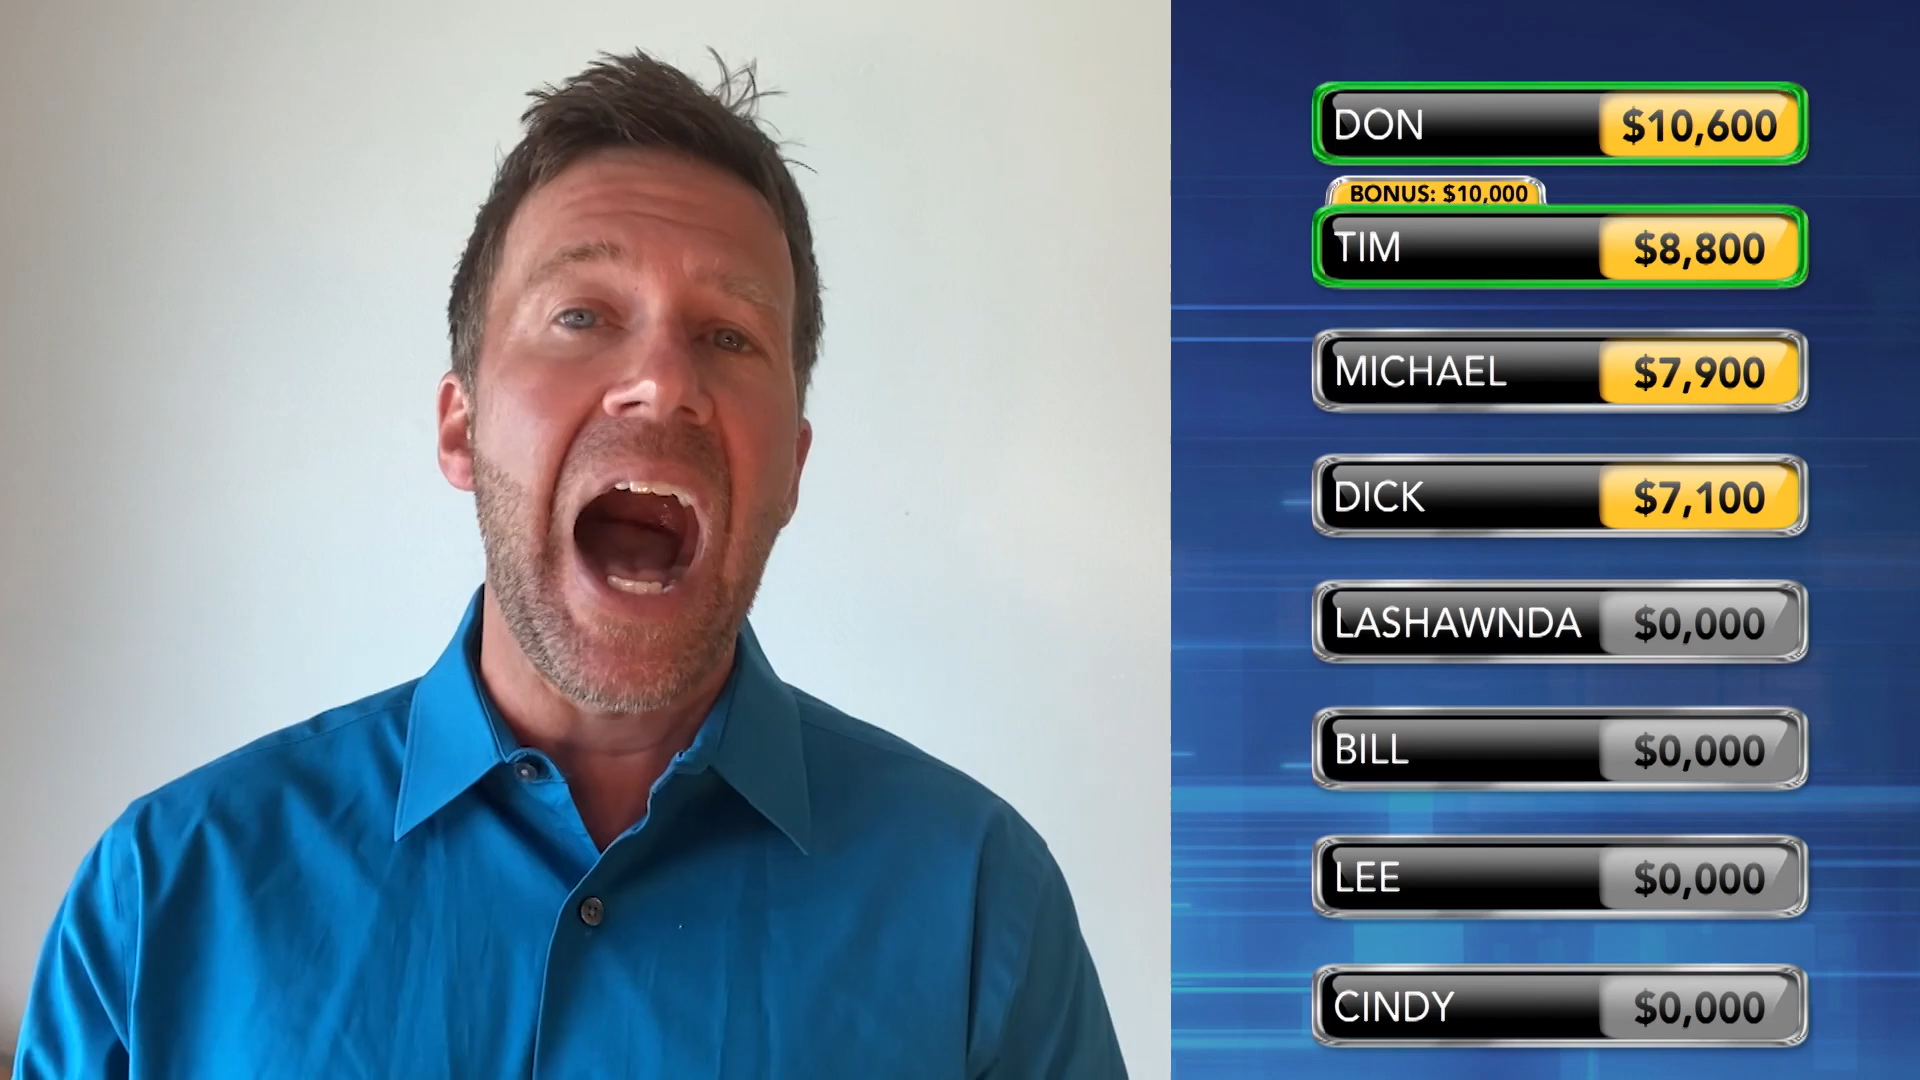 DON $10,600
BONUS: $10,000
TIM $8,800
MICHAEL $7,900
DICK $7,100
LASHAWNDA $0,000
BILL $0,000
LEE $0,000
CINDY $0,000